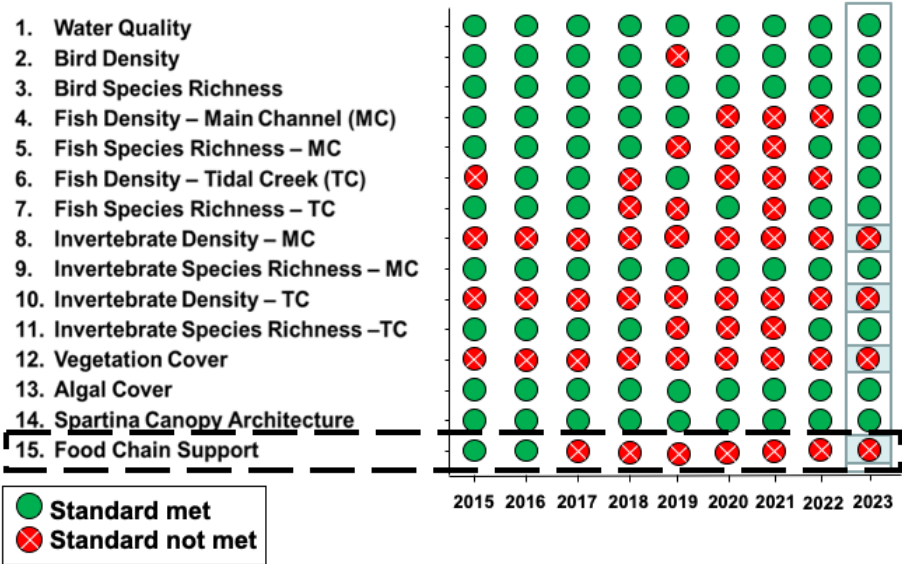 1. Water Quality
2. Bird Density
3. Bird Species Richness
4. Fish Density – Main Channel (MC)
5. Fish Species Richness – MC
6. Fish Density – Tidal Creek (TC)
7. Fish Species Richness – TC
8. Invertebrate Density – MC
9. Invertebrate Species Richness – MC
10. Invertebrate Density – TC
11. Invertebrate Species Richness –TC
12. Vegetation Cover
13. Algal Cover
14. Spartina Canopy Architecture
15. Food Chain Support
2015 2016 2017 2018 2019 2020 2021 2022 2023
Standard met
Standard not met